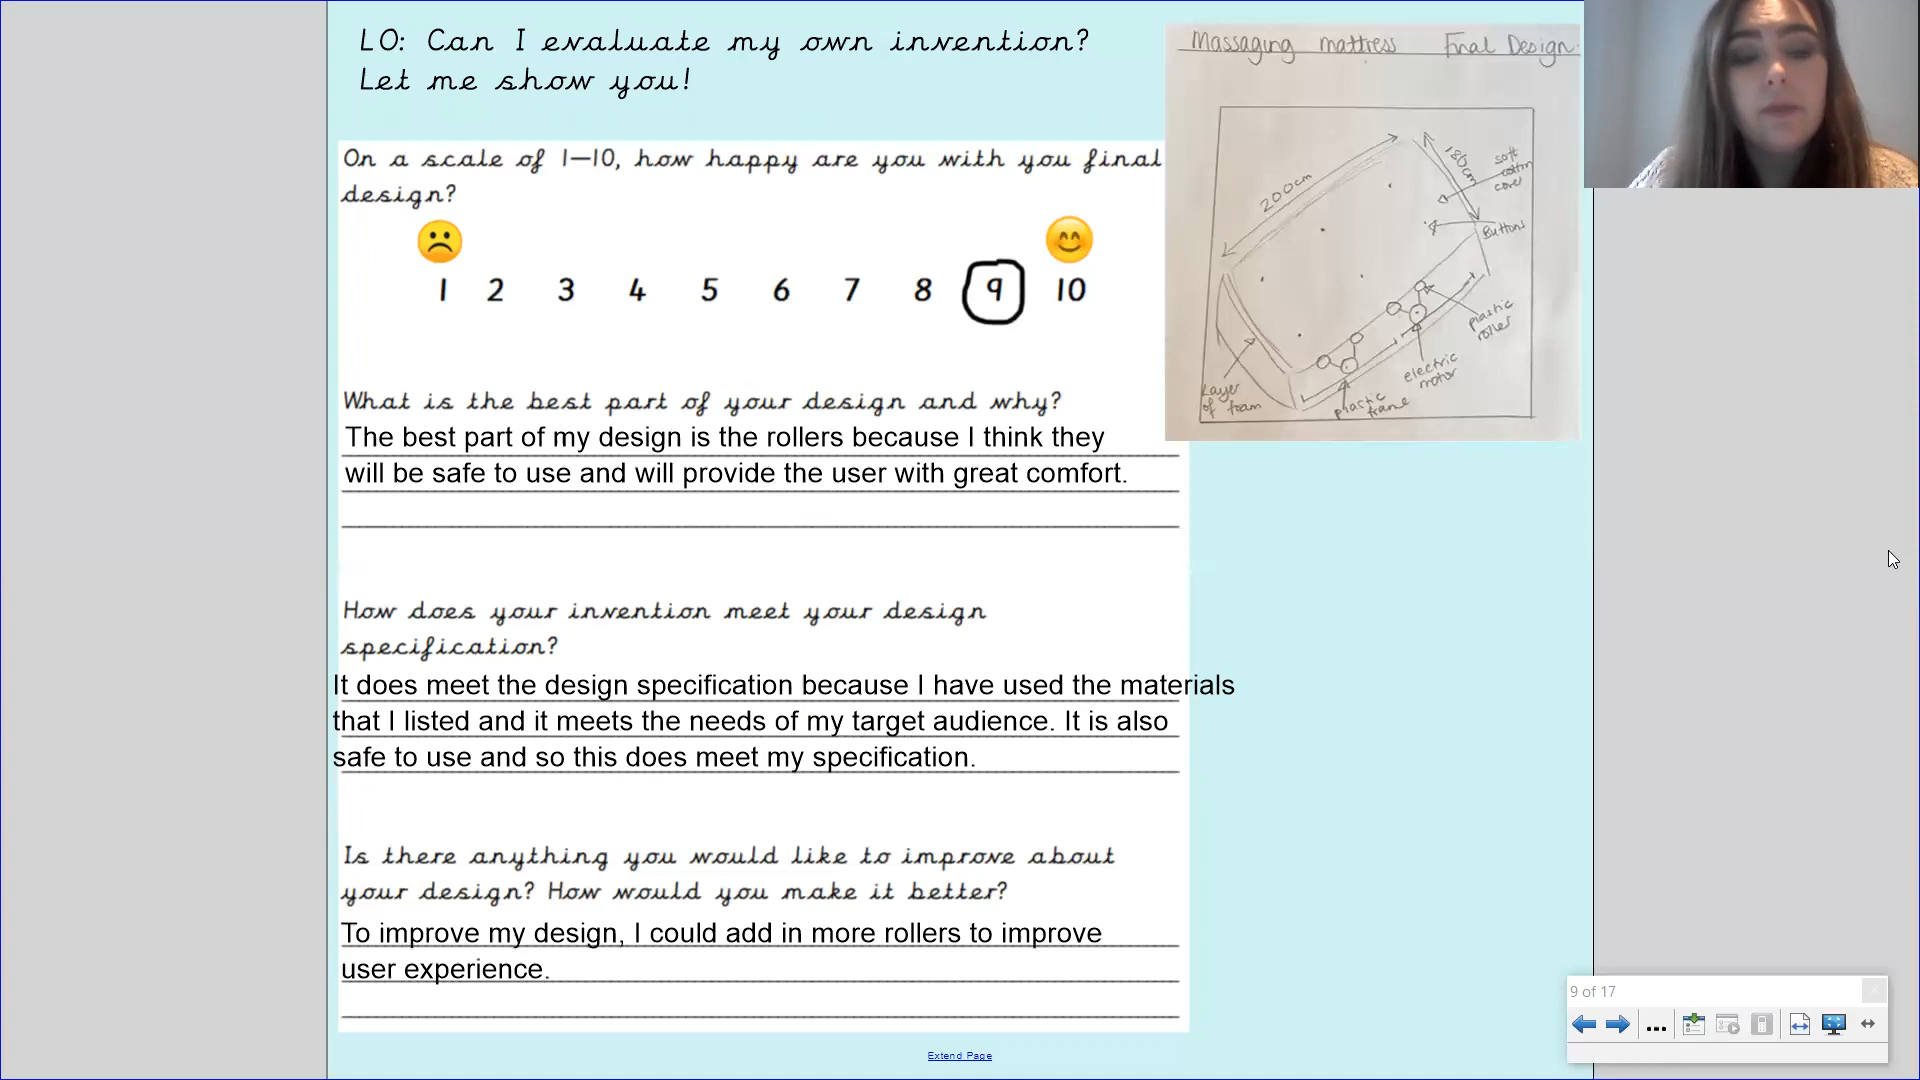 LO: Can I evaluate my own invention?
Let me show you!
On a scale of 1–10, how happy are you with you final
design?
1 2 3 4 5 6 7 8 9 10
What is the best part of your design and why?
The best part of my design is the rollers because I think they
will be safe to use and will provide the user with great comfort.
How does your invention meet your design
specification?
It does meet the design specification because I have used the materials
that I listed and it meets the needs of my target audience. It is also
safe to use and so this does meet my specification.
Is there anything you would like to improve about
your design? How would you make it better?
To improve my design, I could add in more rollers to improve
user experience.
Extend Page
Massaging mattress Final Design
200cm
180cm
soft
cotton
cover
Buttons
plastic
roller
electric
motor
plastic
frame
Layer
of foam
9 of 17